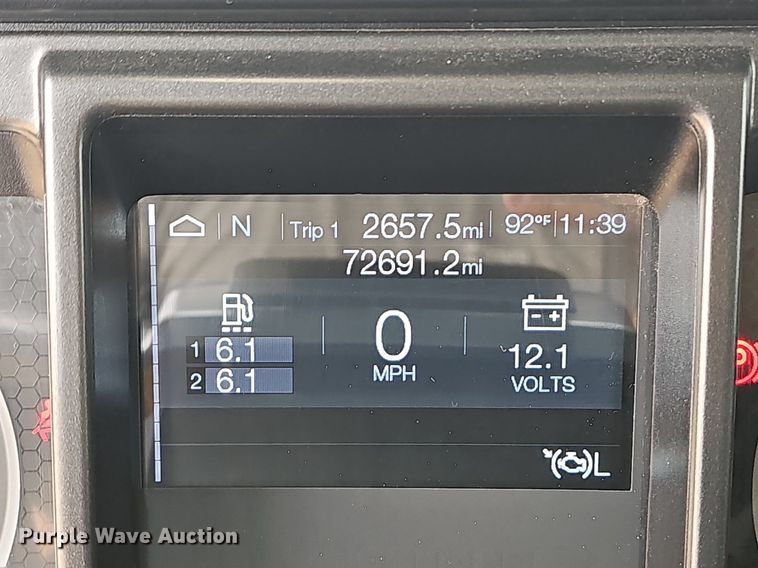 N Trip 1 2657.5mi 92°F 11:39
72691.2mi
1 6.1
2 6.1
0
MPH
12.1
VOLTS
L
Purple Wave Auction